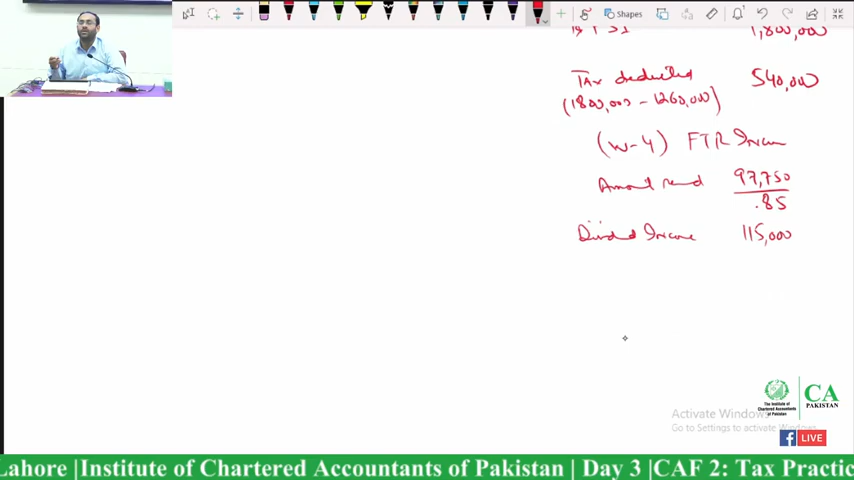 Shapes
1,800,000
Tax deducted 540,000
(1800,000 - 1260,000)
(W-4) FTR Income
Amount 97,750
.85
Dividend Income 115,000
The Institute of
Chartered Accountants
of Pakistan
CA
PAKISTAN
Activate Windows
Go to Settings to activate Windows.
LIVE
Lahore |Institute of Chartered Accountants of Pakistan | Day 3 |CAF 2: Tax Practic